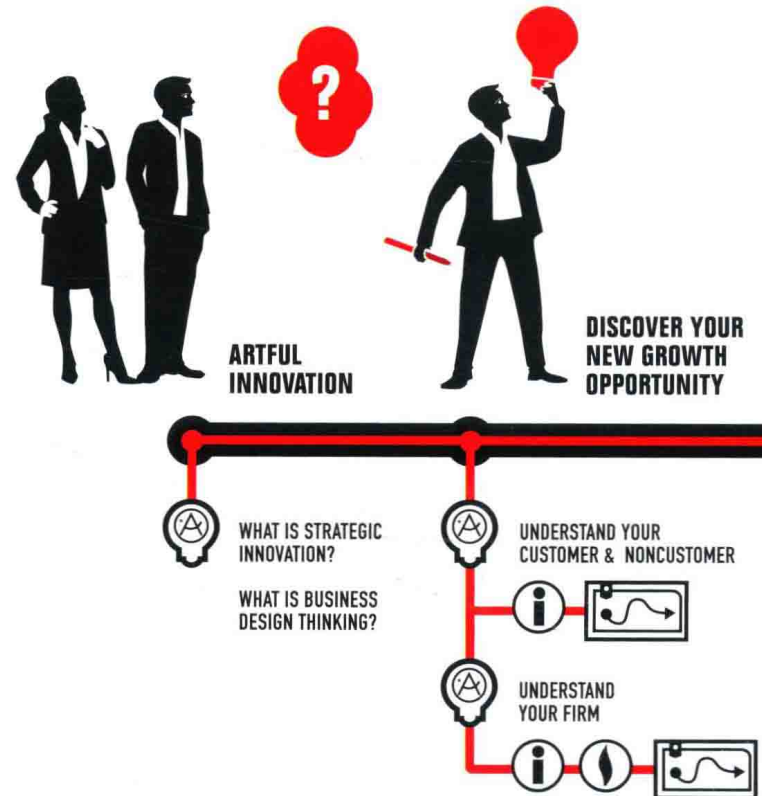 ?
ARTFUL
INNOVATION
DISCOVER YOUR
NEW GROWTH
OPPORTUNITY
WHAT IS STRATEGIC
INNOVATION?
WHAT IS BUSINESS
DESIGN THINKING?
UNDERSTAND YOUR
CUSTOMER & NONCUSTOMER
UNDERSTAND
YOUR FIRM